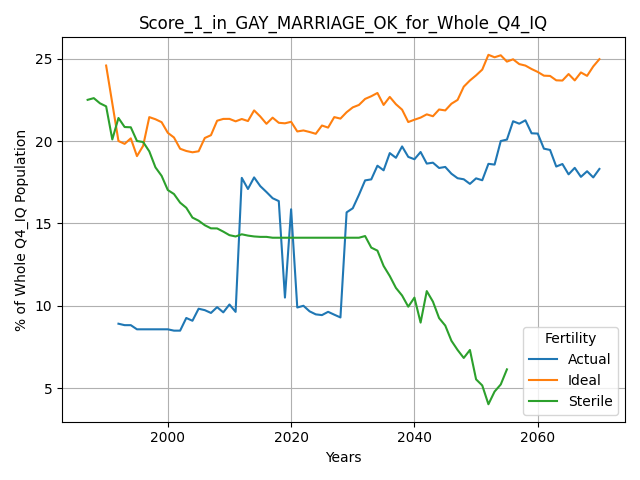 Score_1_in_GAY_MARRIAGE_OK_for_Whole_Q4_IQ
% of Whole Q4_IQ Population
25
20
15
10
5
2000 2020 2040 2060
Years
Fertility
Actual
Ideal
Sterile